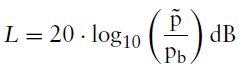 L = 20 · log₁₀ (p̃ / p_b) dB